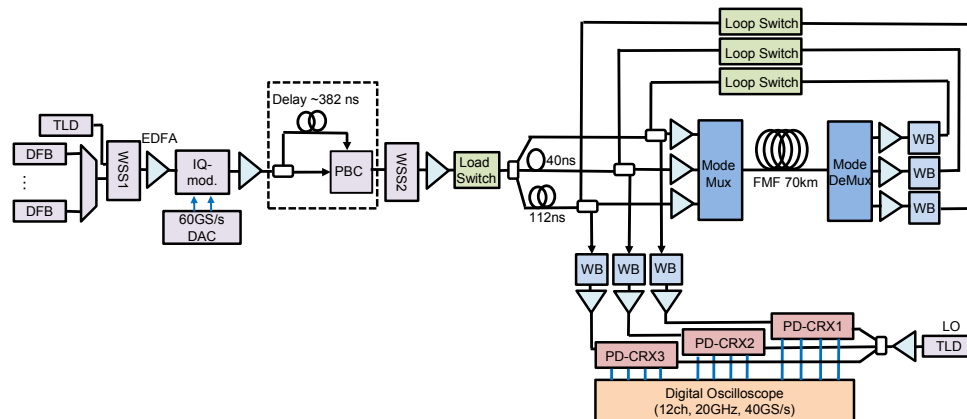 Loop Switch
Loop Switch
Loop Switch
Delay ~382 ns
TLD
EDFA
DFB
WSS1
IQ-
mod.
PBC
WSS2
Load
Switch
40ns
112ns
Mode
Mux
FMF 70km
Mode
DeMux
WB
WB
WB
⋮
DFB
60GS/s
DAC
WB
WB
WB
PD-CRX1
PD-CRX2
PD-CRX3
LO
TLD
Digital Oscilloscope
(12ch, 20GHz, 40GS/s)